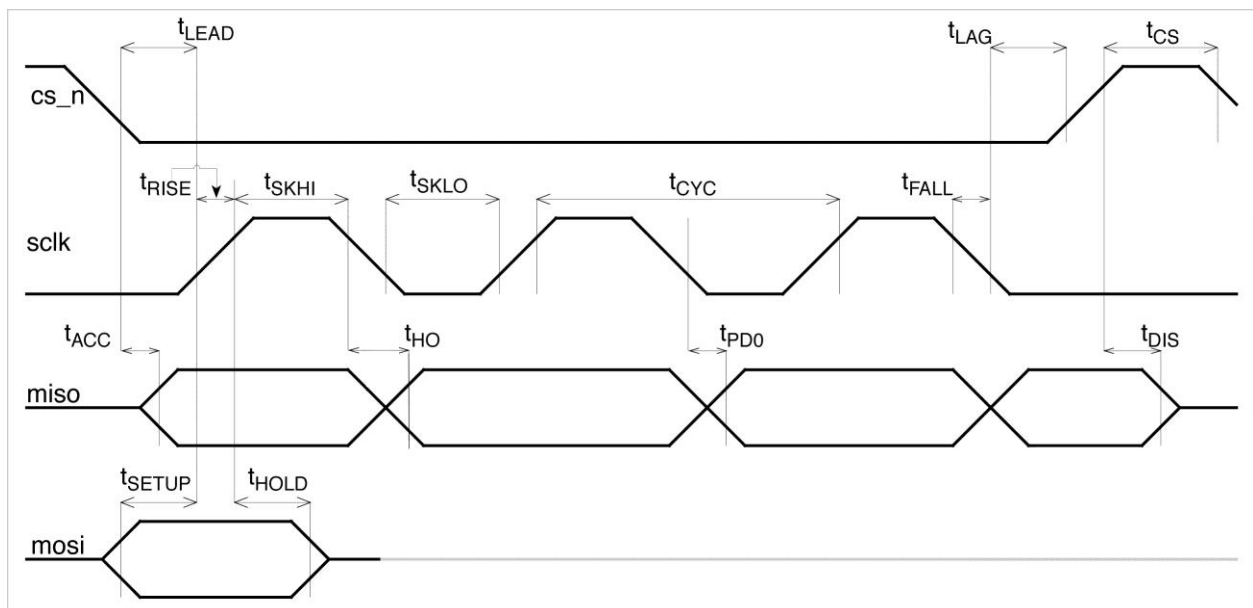 tLEAD
tLAG
tCS
cs_n
tRISE
tSKHI
tSKLO
tCYC
tFALL
sclk
tACC
tHO
tPD0
tDIS
miso
tSETUP
tHOLD
mosi